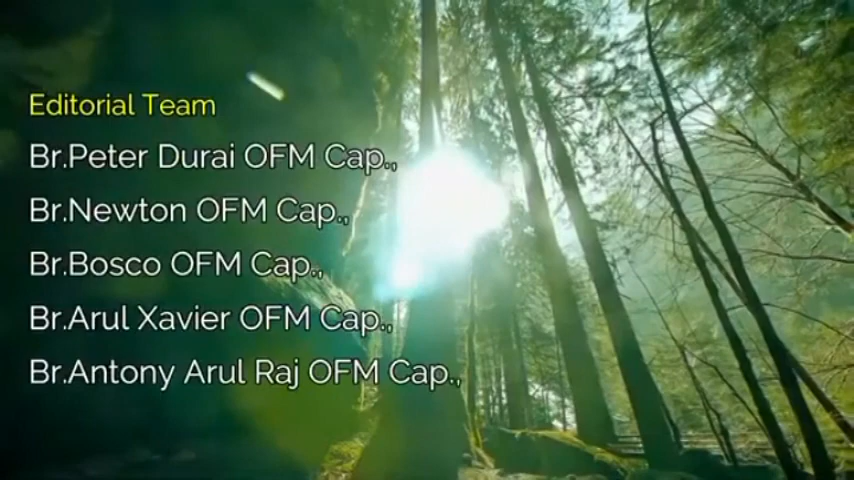 Editorial Team
Br.Peter Durai OFM Cap.,
Br.Newton OFM Cap.,
Br.Bosco OFM Cap.,
Br.Arul Xavier OFM Cap.,
Br.Antony Arul Raj OFM Cap.,